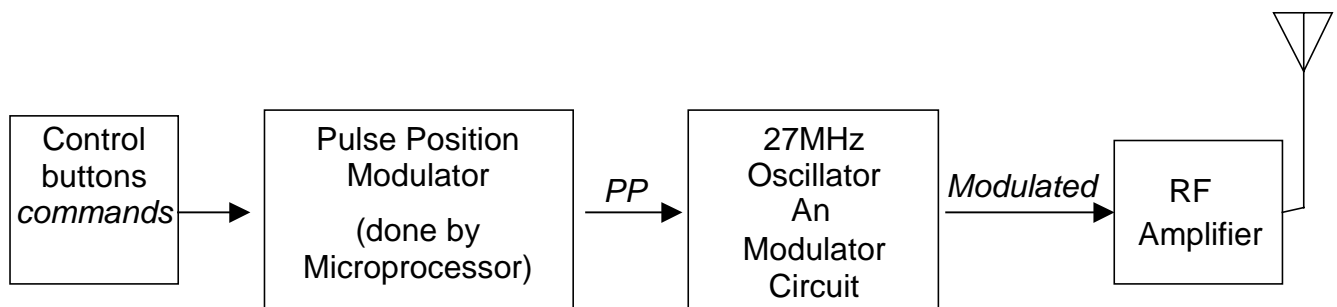 Control
buttons
commands
Pulse Position
Modulator
(done by
Microprocessor)
PP
27MHz
Oscillator
An
Modulator
Circuit
Modulated
RF
Amplifier